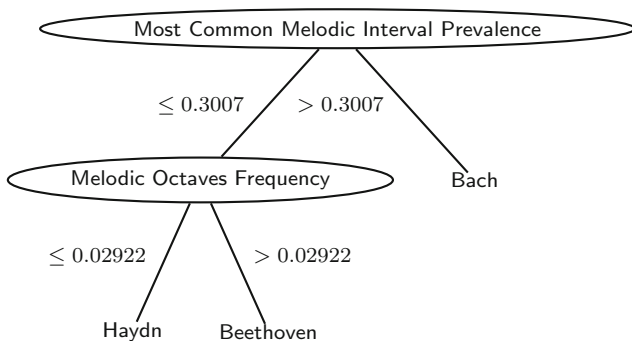 Most Common Melodic Interval Prevalence
≤ 0.3007
> 0.3007
Melodic Octaves Frequency
Bach
≤ 0.02922
> 0.02922
Haydn
Beethoven